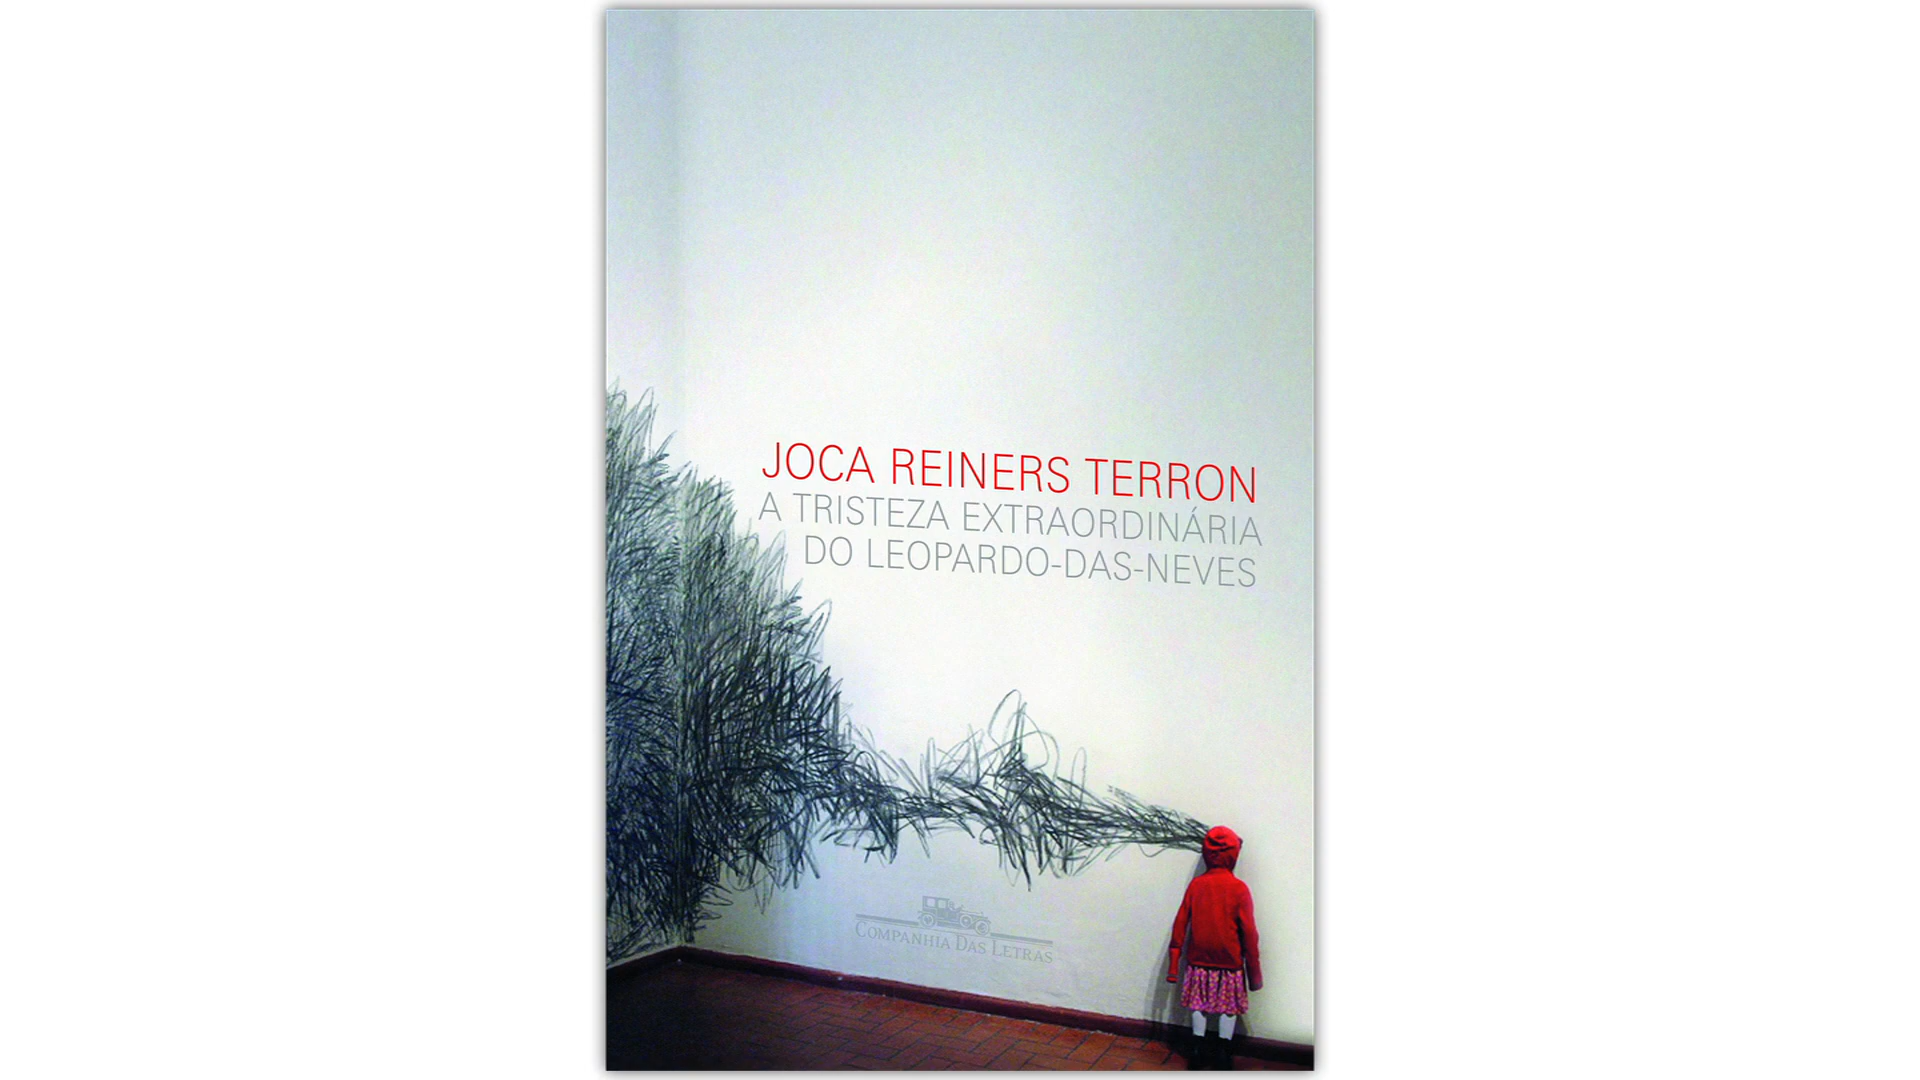 JOCA REINERS TERRON
A TRISTEZA EXTRAORDINÁRIA
DO LEOPARDO-DAS-NEVES
COMPANHIA DAS LETRAS